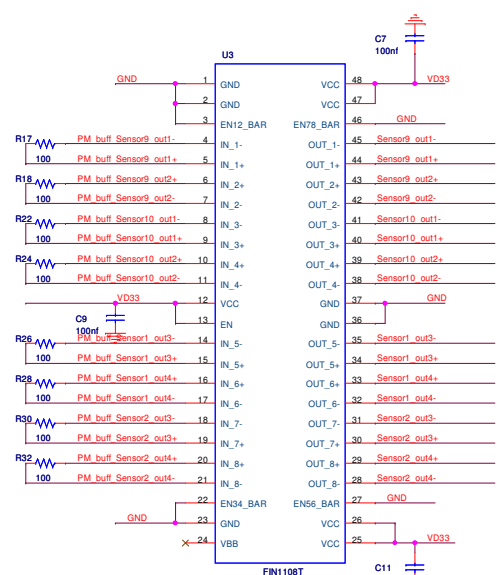 C7
100nf
U3
GND 1 GND VCC 48 VD33
2 GND VCC 47
3 EN12_BAR EN78_BAR 46 GND
R17 PM_buff_Sensor9_out1- 4 IN_1- OUT_1- 45 Sensor9_out1-
100 PM_buff_Sensor9_out1+ 5 IN_1+ OUT_1+ 44 Sensor9_out1+
R18 PM_buff_Sensor9_out2+ 6 IN_2+ OUT_2+ 43 Sensor9_out2+
100 PM_buff_Sensor9_out2- 7 IN_2- OUT_2- 42 Sensor9_out2-
R22 PM_buff_Sensor10_out1- 8 IN_3- OUT_3- 41 Sensor10_out1-
100 PM_buff_Sensor10_out1+ 9 IN_3+ OUT_3+ 40 Sensor10_out1+
R24 PM_buff_Sensor10_out2+ 10 IN_4+ OUT_4+ 39 Sensor10_out2+
100 PM_buff_Sensor10_out2- 11 IN_4- OUT_4- 38 Sensor10_out2-
VD33 12 VCC GND 37 GND
C9
100nf
13 EN GND 36
R26 PM_buff_Sensor1_out3- 14 IN_5- OUT_5- 35 Sensor1_out3-
100 PM_buff_Sensor1_out3+ 15 IN_5+ OUT_5+ 34 Sensor1_out3+
R28 PM_buff_Sensor1_out4+ 16 IN_6+ OUT_6+ 33 Sensor1_out4+
100 PM_buff_Sensor1_out4- 17 IN_6- OUT_6- 32 Sensor1_out4-
R30 PM_buff_Sensor2_out3- 18 IN_7- OUT_7- 31 Sensor2_out3-
100 PM_buff_Sensor2_out3+ 19 IN_7+ OUT_7+ 30 Sensor2_out3+
R32 PM_buff_Sensor2_out4+ 20 IN_8+ OUT_8+ 29 Sensor2_out4+
100 PM_buff_Sensor2_out4- 21 IN_8- OUT_8- 28 Sensor2_out4-
22 EN34_BAR EN56_BAR 27 GND
GND 23 GND VCC 26
24 VBB VCC 25 VD33
C11
FIN1108T